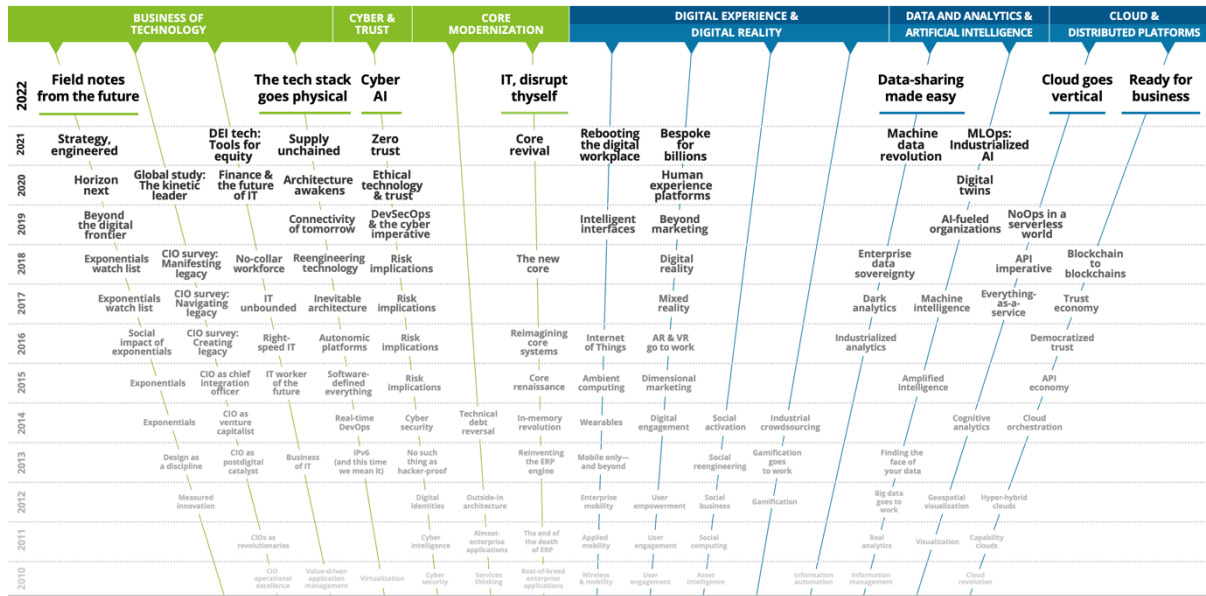 BUSINESS OF
TECHNOLOGY
CYBER &
TRUST
CORE
MODERNIZATION
DIGITAL EXPERIENCE &
DIGITAL REALITY
DATA AND ANALYTICS &
ARTIFICIAL INTELLIGENCE
CLOUD &
DISTRIBUTED PLATFORMS
2022
Field notes
from the future
The tech stack
goes physical
Cyber
AI
IT, disrupt
thyself
Data-sharing
made easy
Cloud goes
vertical
Ready for
business
2021
Strategy,
engineered
DEI tech:
Tools for
equity
Supply
unchained
Zero
trust
Core
revival
Rebooting
the digital
workplace
Bespoke
for
billions
Machine
data
revolution
MLOps:
Industrialized
AI
2020
Horizon
next
Global study:
The kinetic
leader
Finance &
the future
of IT
Architecture
awakens
Ethical
technology
& trust
Human
experience
platforms
Digital
twins
2019
Beyond
the digital
frontier
Connectivity
of tomorrow
DevSecOps
& the cyber
imperative
Intelligent
interfaces
Beyond
marketing
AI-fueled
organizations
NoOps in a
serverless
world
2018
Exponentials
watch list
CIO survey:
Manifesting
legacy
No-collar
workforce
Reengineering
technology
Risk
implications
The new
core
Digital
reality
Enterprise
data
sovereignty
API
imperative
Blockchain
to
blockchains
2017
Exponentials
watch list
CIO survey:
Navigating
legacy
IT
unbounded
Inevitable
architecture
Risk
implications
Mixed
reality
Dark
analytics
Machine
intelligence
Everything-
as-a-
service
Trust
economy
2016
Social
impact of
exponentials
CIO survey:
Creating
legacy
Right-
speed IT
Autonomic
platforms
Risk
implications
Reimagining
core
systems
Internet
of Things
AR & VR
go to work
Industrialized
analytics
Democratized
trust
2015
Exponentials
CIO as chief
integration
officer
IT worker
of the
future
Software-
defined
everything
Risk
implications
Core
renaissance
Ambient
computing
Dimensional
marketing
Amplified
intelligence
API
economy
2014
Exponentials
CIO as
venture
capitalist
Real-time
DevOps
Cyber
security
Technical
debt
reversal
In-memory
revolution
Wearables
Digital
engagement
Social
activation
Industrial
crowdsourcing
Cognitive
analytics
Cloud
orchestration
2013
Design as
a discipline
CIO as
postdigital
catalyst
Business
of IT
IPv6
(and this time
we mean it)
No such
thing as
hacker-proof
Reinventing
the ERP
engine
Mobile only—
and beyond
Social
reengineering
Gamification
goes
to work
Finding the
face of
your data
2012
Measured
innovation
Digital
identities
Outside-in
architecture
Enterprise
mobility
User
empowerment
Social
business
Gamification
Big data
goes to
work
Geospatial
visualization
Hyper-hybrid
clouds
2011
CIOs as
revolutionaries
Cyber
intelligence
Almost-
enterprise
applications
The end of
the death
of ERP
Applied
mobility
User
engagement
Social
computing
Real
analytics
Visualization
Capability
clouds
2010
CIO
operational
excellence
Value-driven
application
management
Virtualization
Cyber
security
Services
thinking
Best-of-breed
enterprise
applications
Wireless
& mobility
User
engagement
Asset
intelligence
Information
automation
Information
management
Cloud
revolution